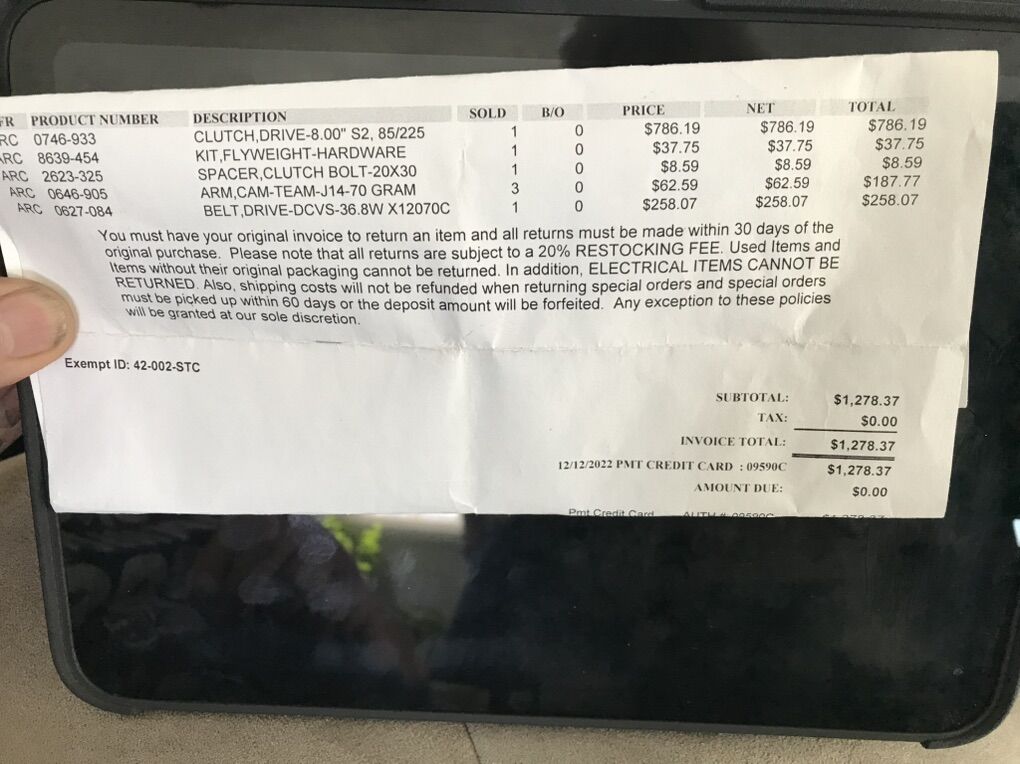 FR PRODUCT NUMBER DESCRIPTION SOLD B/O PRICE NET TOTAL
RC 0746-933 CLUTCH,DRIVE-8.00" S2, 85/225 1 0 $786.19 $786.19 $786.19
ARC 8639-454 KIT,FLYWEIGHT-HARDWARE 1 0 $37.75 $37.75 $37.75
ARC 2623-325 SPACER,CLUTCH BOLT-20X30 1 0 $8.59 $8.59 $8.59
ARC 0646-905 ARM,CAM-TEAM-J14-70 GRAM 3 0 $62.59 $62.59 $187.77
ARC 0627-084 BELT,DRIVE-DCVS-36.8W X12070C 1 0 $258.07 $258.07 $258.07
You must have your original invoice to return an item and all returns must be made within 30 days of the
original purchase. Please note that all returns are subject to a 20% RESTOCKING FEE. Used Items and
Items without their original packaging cannot be returned. In addition, ELECTRICAL ITEMS CANNOT BE
RETURNED. Also, shipping costs will not be refunded when returning special orders and special orders
must be picked up within 60 days or the deposit amount will be forfeited. Any exception to these policies
will be granted at our sole discretion.
Exempt ID: 42-002-STC
SUBTOTAL: $1,278.37
TAX: $0.00
INVOICE TOTAL: $1,278.37
12/12/2022 PMT CREDIT CARD : 09590C $1,278.37
AMOUNT DUE: $0.00
Pmt Credit Card AUTH #